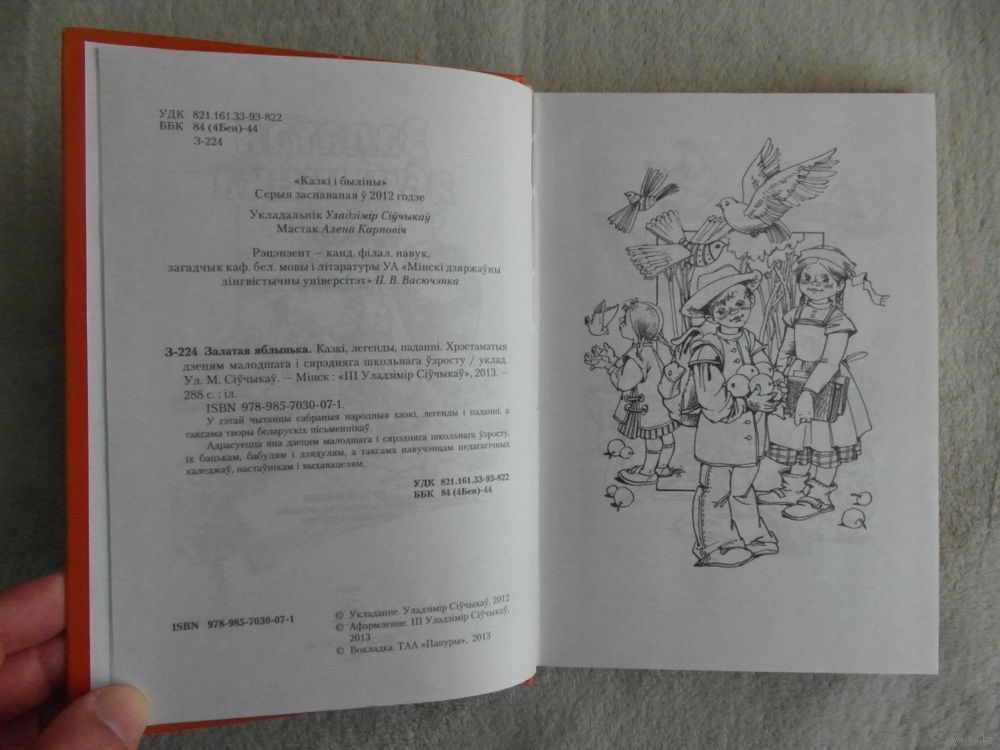 УДК 821.161.33-93-822
ББК 84 (4Беи)-44
З-224
«Казкі і быліны»
Серыя заснаваная ў 2012 годзе
Укладальнік Уладзімір Сіўчыкаў
Мастак Алена Карповіч
Рэцэнзент — канд. філал. навук,
загадчык каф. бел. мовы і літаратуры УА «Мінскі дзяржаўны
лінгвістычны універсітэт» П. В. Васючэнка
З-224 Залатая яблынька. Казкі, легенды, паданні. Хрэстаматыя
дзецям малодшага і сярэдняга школьнага ўзросту / уклад.
Ул. М. Сіўчыкаў. — Мінск : «ІП Уладзімір Сіўчыкаў», 2013. —
288 с. : іл.
ISBN 978-985-7030-07-1.
У гэтай чытанцы сабраныя народныя казкі, легенды і паданні, а
таксама творы беларускіх пісьменнікаў.
Адрасуецца яна дзецям малодшага і сярэдняга школьнага ўзросту,
іх бацькам, бабулям і дзядулям, а таксама навучэнцам педагагічных
каледжаў, настаўнікам і выхавацелям.
УДК 821.161.33-93-822
ББК 84 (4Беи)-44
ISBN 978-985-7030-07-1
© Укладанне. Уладзімір Сіўчыкаў, 2012
© Афармленне. ІП Уладзімір Сіўчыкаў,
2013
© Вокладка. ТАА «Папуры», 2013